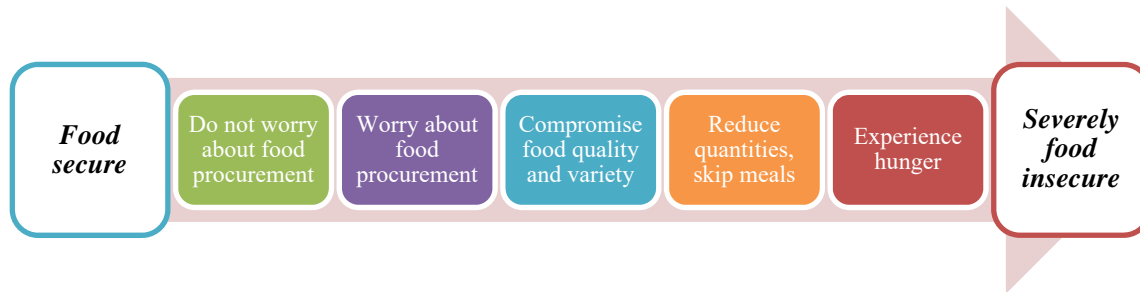 Food
secure
Do not worry
about food
procurement
Worry about
food
procurement
Compromise
food quality
and variety
Reduce
quantities,
skip meals
Experience
hunger
Severely
food
insecure